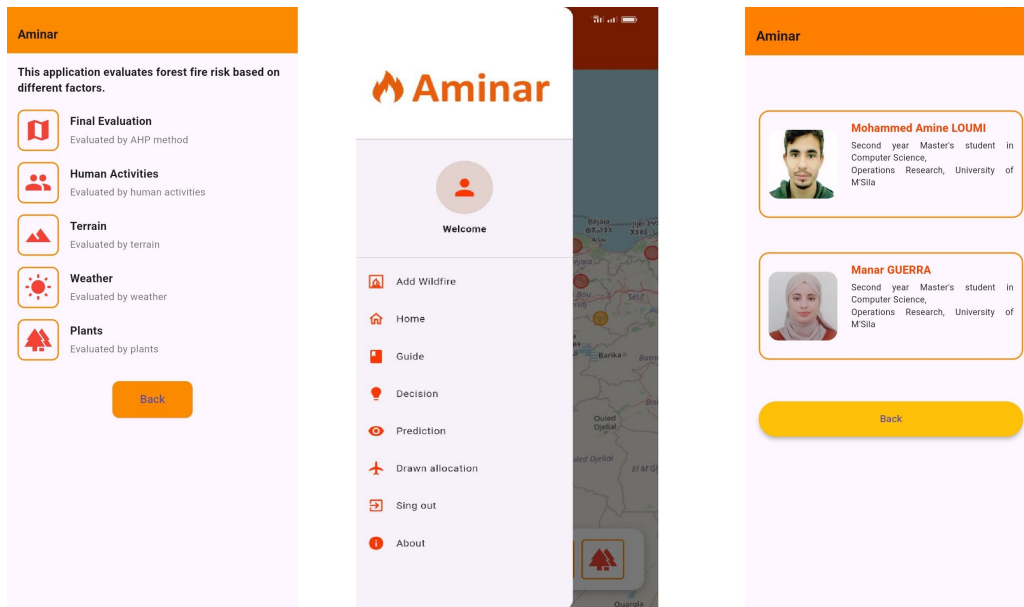 Aminar
This application evaluates forest fire risk based on
different factors.
Final Evaluation
Evaluated by AHP method
Human Activities
Evaluated by human activities
Terrain
Evaluated by terrain
Weather
Evaluated by weather
Plants
Evaluated by plants
Back
Aminar
Welcome
Add Wildfire
Home
Guide
Decision
Prediction
Drawn allocation
Sing out
About
Béjaïa
Sétif
Barika
Ouled
Djellal
Ouled Djellal
Ouargla
Aminar
Mohammed Amine LOUMI
Second year Master's student in
Computer Science,
Operations Research, University of
M'Sila
Manar GUERRA
Second year Master's student in
Computer Science,
Operations Research, University of
M'Sila
Back